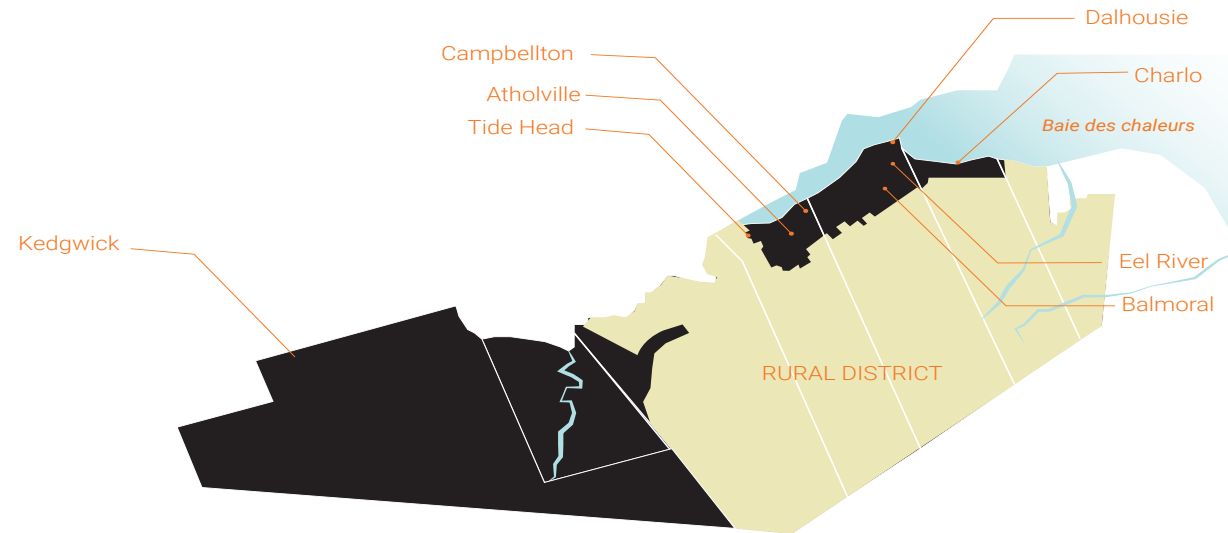 Dalhousie
Campbellton
Charlo
Atholville
Tide Head
Baie des chaleurs
Kedgwick
Eel River
Balmoral
RURAL DISTRICT